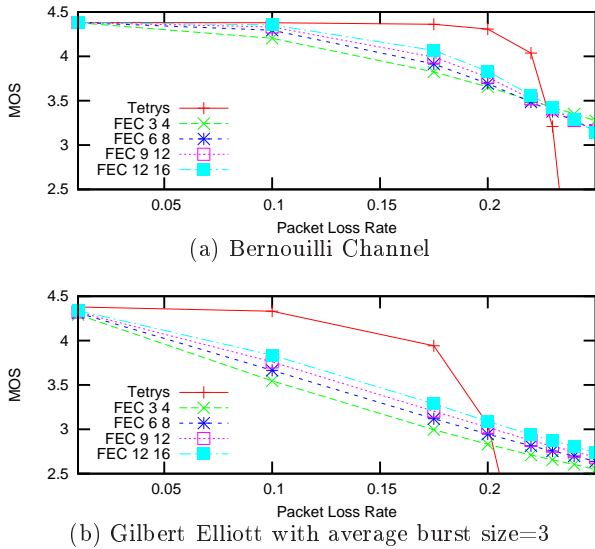 4.5
4
3.5
3
2.5
MOS
Tetrys
FEC 3 4
FEC 6 8
FEC 9 12
FEC 12 16
0.05 0.1 0.15 0.2
Packet Loss Rate
(a) Bernouilli Channel
4.5
4
3.5
3
2.5
MOS
Tetrys
FEC 3 4
FEC 6 8
FEC 9 12
FEC 12 16
0.05 0.1 0.15 0.2
Packet Loss Rate
(b) Gilbert Elliott with average burst size=3